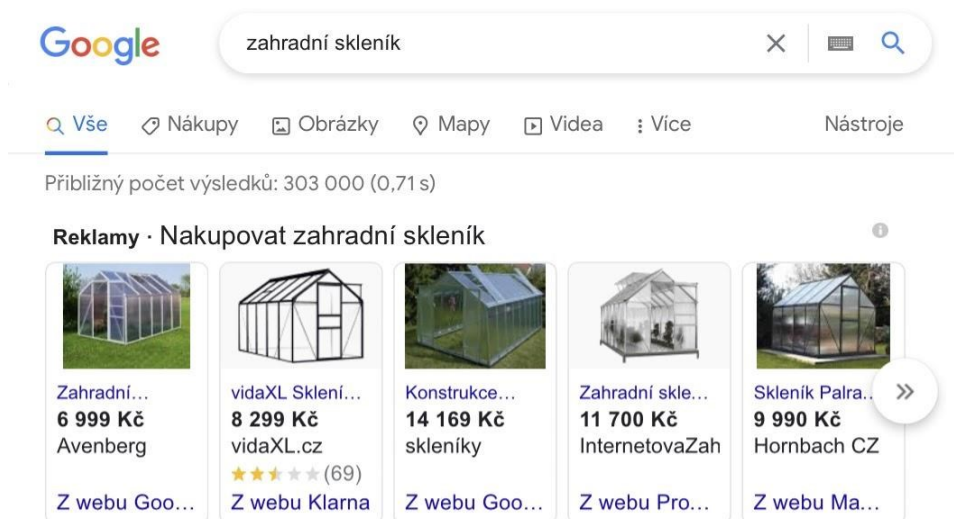 Google
zahradní skleník
Vše Nákupy Obrázky Mapy Videa Více Nástroje
Přibližný počet výsledků: 303 000 (0,71 s)
Reklamy · Nakupovat zahradní skleník
Zahradní...
6 999 Kč
Avenberg
Z webu Goo...
vidaXL Sklení...
8 299 Kč
vidaXL.cz
(69)
Z webu Klarna
Konstrukce...
14 169 Kč
skleníky
Z webu Goo...
Zahradní skle...
11 700 Kč
InternetovaZah
Z webu Pro...
Skleník Palra...
9 990 Kč
Hornbach CZ
Z webu Ma...